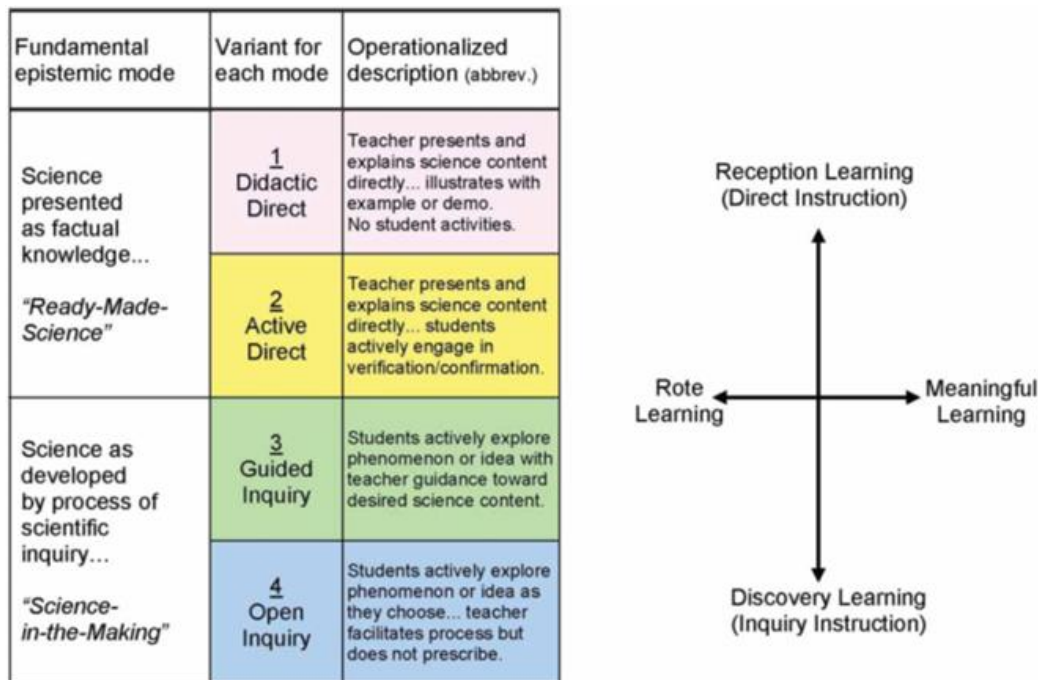 Fundamental
epistemic mode
Variant for
each mode
Operationalized
description (abbrev.)
Science
presented
as factual
knowledge...
"Ready-Made-
Science"
1
Didactic
Direct
Teacher presents and
explains science content
directly... illustrates with
example or demo.
No student activities.
2
Active
Direct
Teacher presents and
explains science content
directly... students
actively engage in
verification/confirmation.
Science as
developed
by process of
scientific
inquiry...
"Science-
in-the-Making"
3
Guided
Inquiry
Students actively explore
phenomenon or idea with
teacher guidance toward
desired science content.
4
Open
Inquiry
Students actively explore
phenomenon or idea as
they choose... teacher
facilitates process but
does not prescribe.
Reception Learning
(Direct Instruction)
Rote
Learning
Meaningful
Learning
Discovery Learning
(Inquiry Instruction)